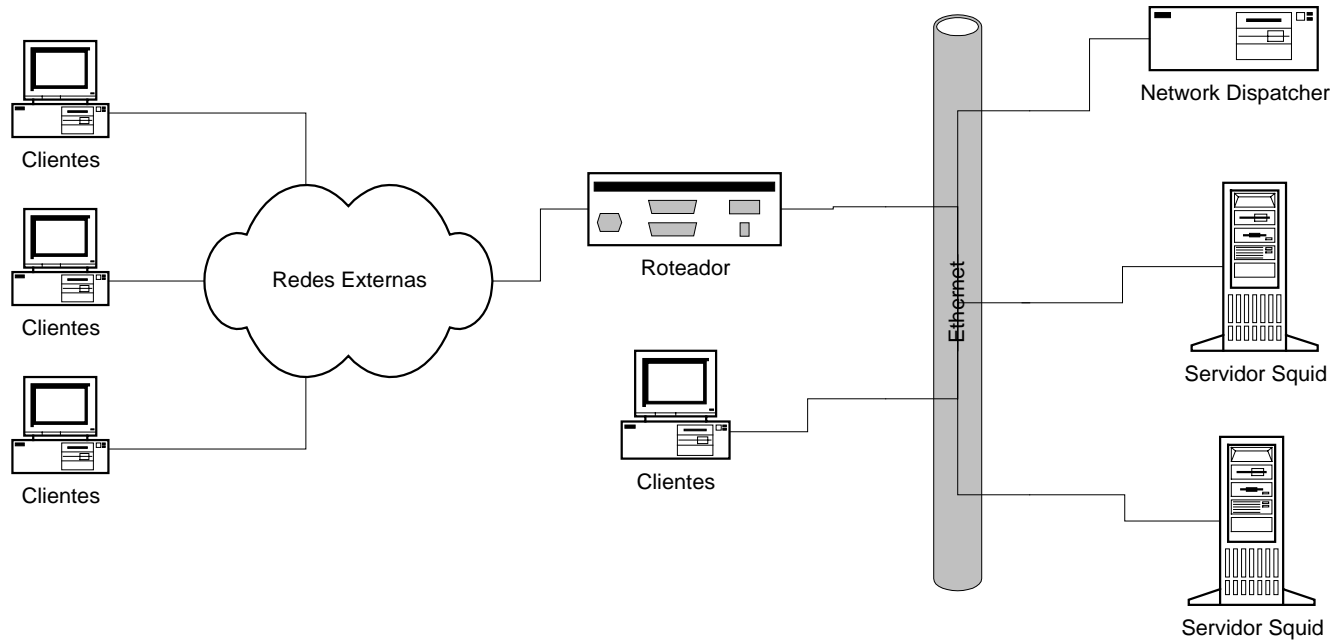 Network Dispatcher
Clientes
Servidor Squid
Roteador
Redes Externas
Ethernet
Clientes
Clientes
Clientes
Servidor Squid